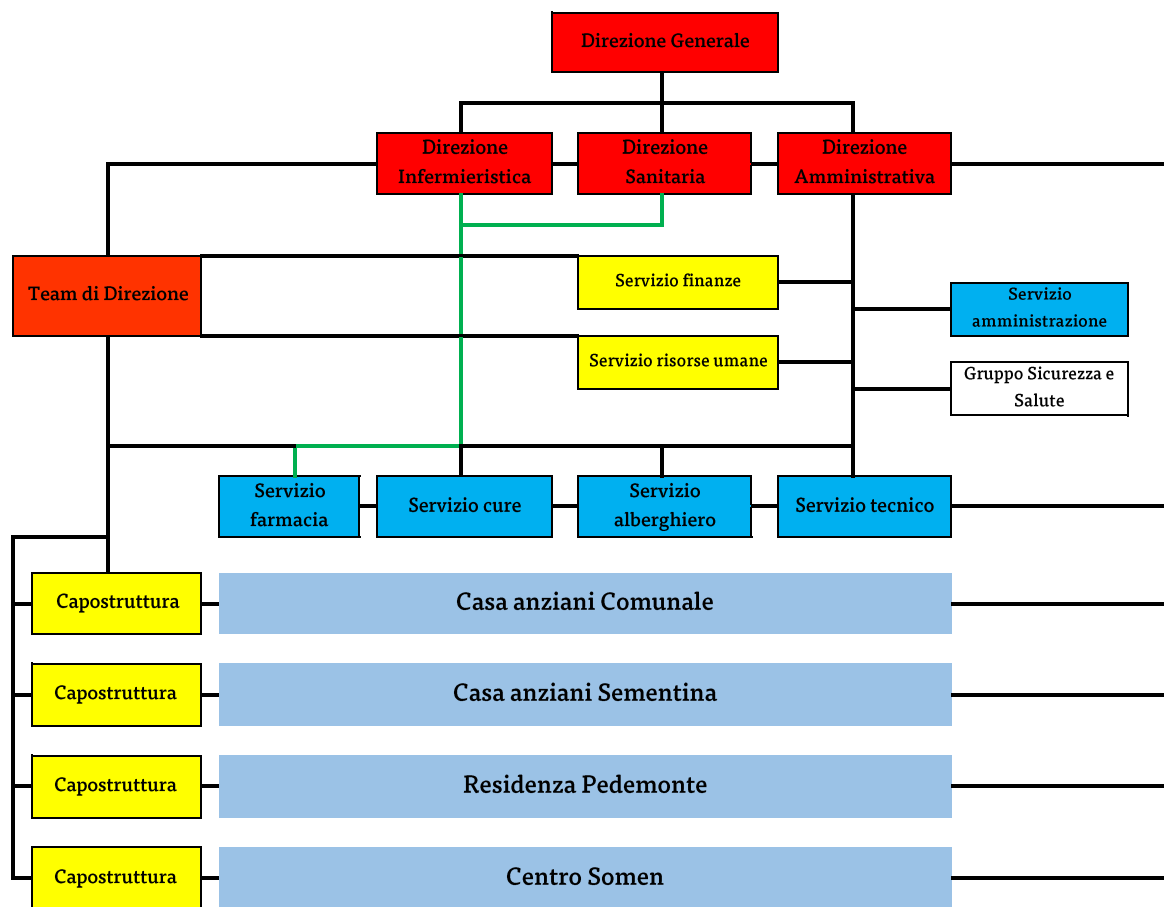 Direzione Generale
Direzione
Infermieristica
Direzione
Sanitaria
Direzione
Amministrativa
Team di Direzione
Servizio finanze
Servizio
amministrazione
Servizio risorse umane
Gruppo Sicurezza e
Salute
Servizio
farmacia
Servizio cure
Servizio
alberghiero
Servizio tecnico
Capostruttura
Casa anziani Comunale
Capostruttura
Casa anziani Sementina
Capostruttura
Residenza Pedemonte
Capostruttura
Centro Somen